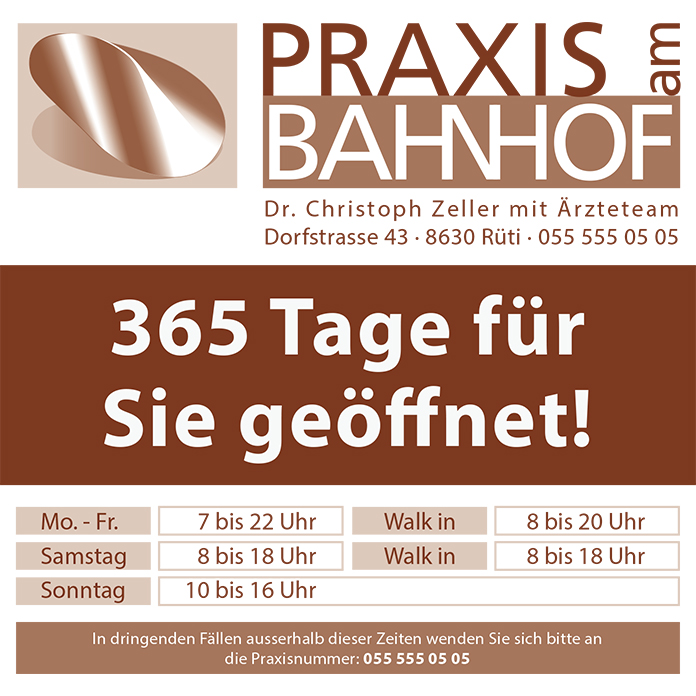 PRAXIS am
BAHNHOF
Dr. Christoph Zeller mit Ärzteteam
Dorfstrasse 43 · 8630 Rüti · 055 555 05 05
365 Tage für
Sie geöffnet!
Mo. - Fr. 7 bis 22 Uhr Walk in 8 bis 20 Uhr
Samstag 8 bis 18 Uhr Walk in 8 bis 18 Uhr
Sonntag 10 bis 16 Uhr
In dringenden Fällen ausserhalb dieser Zeiten wenden Sie sich bitte an
die Praxisnummer: 055 555 05 05